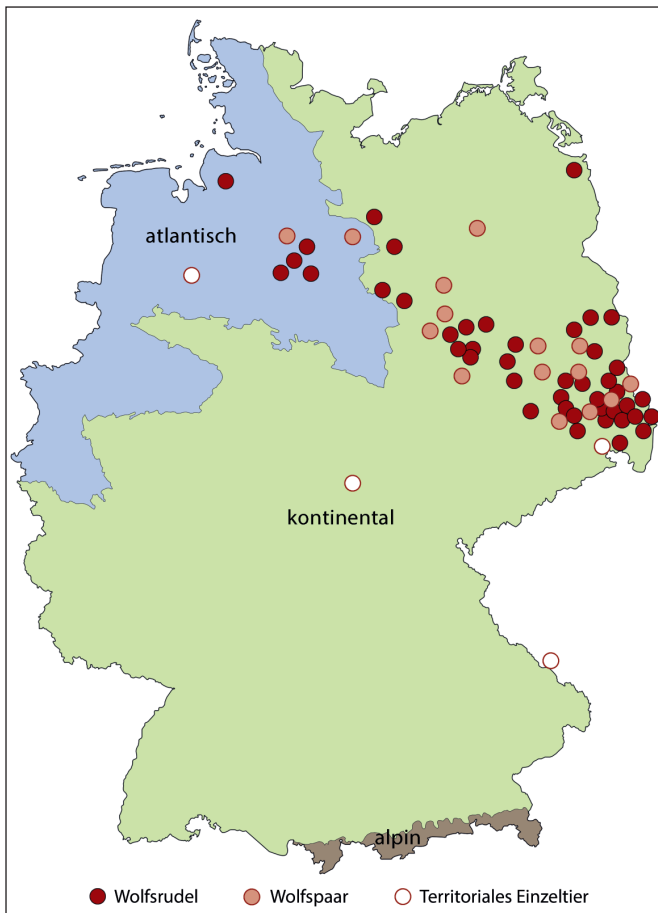 atlantisch
kontinental
alpin
Wolfsrudel Wolfspaar Territoriales Einzeltier